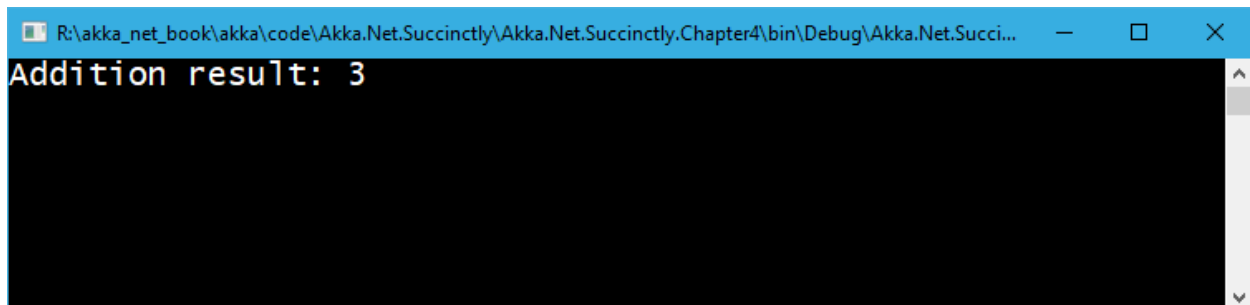 R:\akka_net_book\akka\code\Akka.Net.Succinctly\Akka.Net.Succinctly.Chapter4\bin\Debug\Akka.Net.Succi...
Addition result: 3